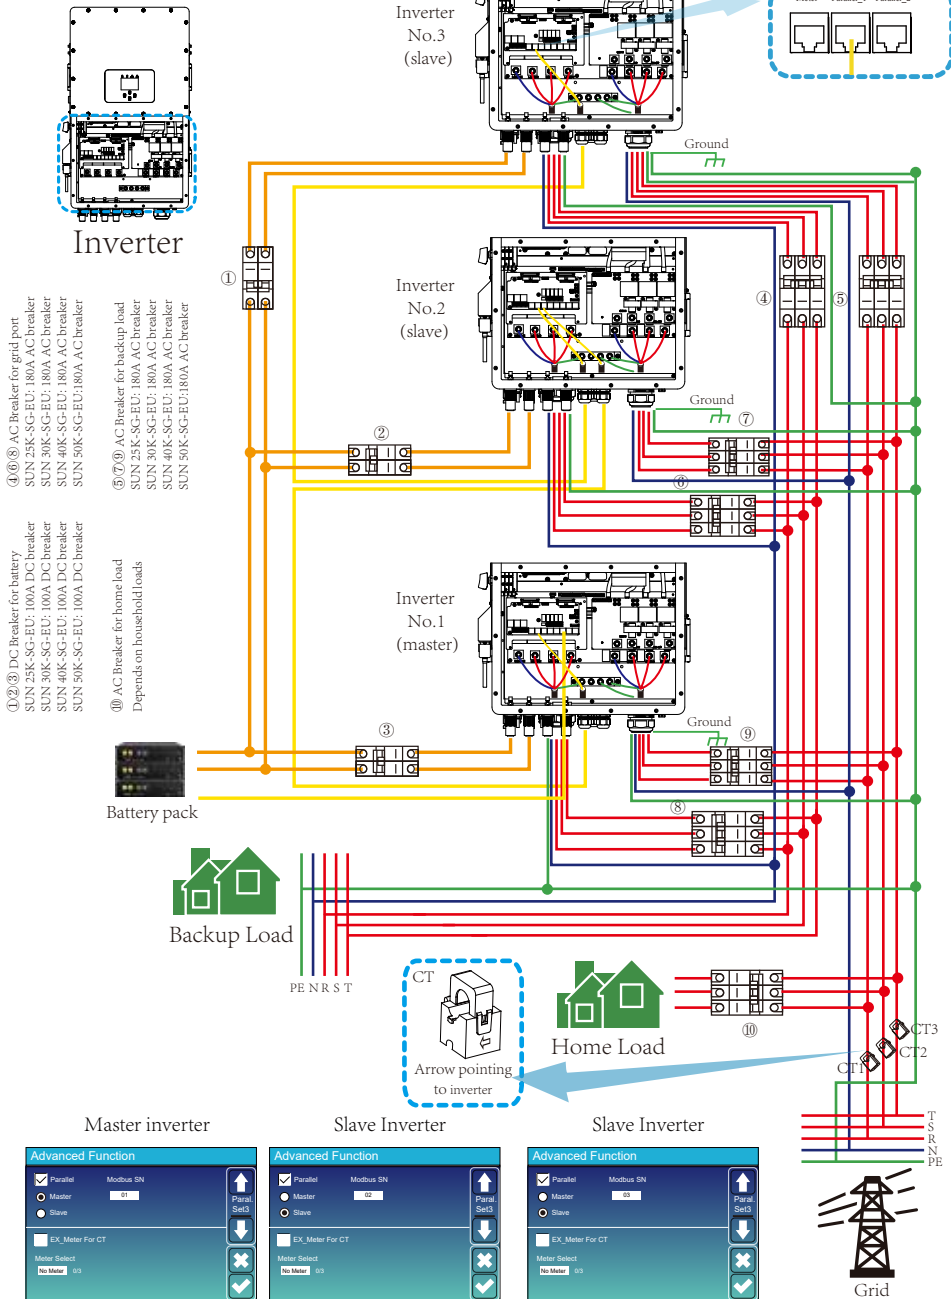 Inverter
No.3
(slave)
Ground
Inverter
①
Inverter
No.2
(slave)
④
⑤
Ground
⑦
②
⑥
④⑥⑧ AC Breaker for grid port
SUN 25K-SG-EU: 180A AC breaker
SUN 30K-SG-EU: 180A AC breaker
SUN 40K-SG-EU: 180A AC breaker
SUN 50K-SG-EU:180A AC breaker
⑤⑦⑨ AC Breaker for backup load
SUN 25K-SG-EU: 180A AC breaker
SUN 30K-SG-EU: 180A AC breaker
SUN 40K-SG-EU: 180A AC breaker
SUN 50K-SG-EU:180A AC breaker
①②③ DC Breaker for battery
SUN 25K-SG-EU: 100A DC breaker
SUN 30K-SG-EU: 100A DC breaker
SUN 40K-SG-EU: 100A DC breaker
SUN 50K-SG-EU: 100A DC breaker
⑩ AC Breaker for home load
Depends on household loads
Inverter
No.1
(master)
Ground
③
⑨
Battery pack
⑧
Backup Load
PE N R S T
CT
Arrow pointing
to inverter
Home Load
⑩
CT3
CT2
CT1
T
S
R
N
PE
Grid
Master inverter
Advanced Function
Parallel
Modbus SN
Master
01
Slave
Paral.
Set3
EX_Meter For CT
Meter Select
No Meter 0/3
Slave Inverter
Advanced Function
Parallel
Modbus SN
Master
02
Slave
Paral.
Set3
EX_Meter For CT
Meter Select
No Meter 0/3
Slave Inverter
Advanced Function
Parallel
Modbus SN
Master
03
Slave
Paral.
Set3
EX_Meter For CT
Meter Select
No Meter 0/3